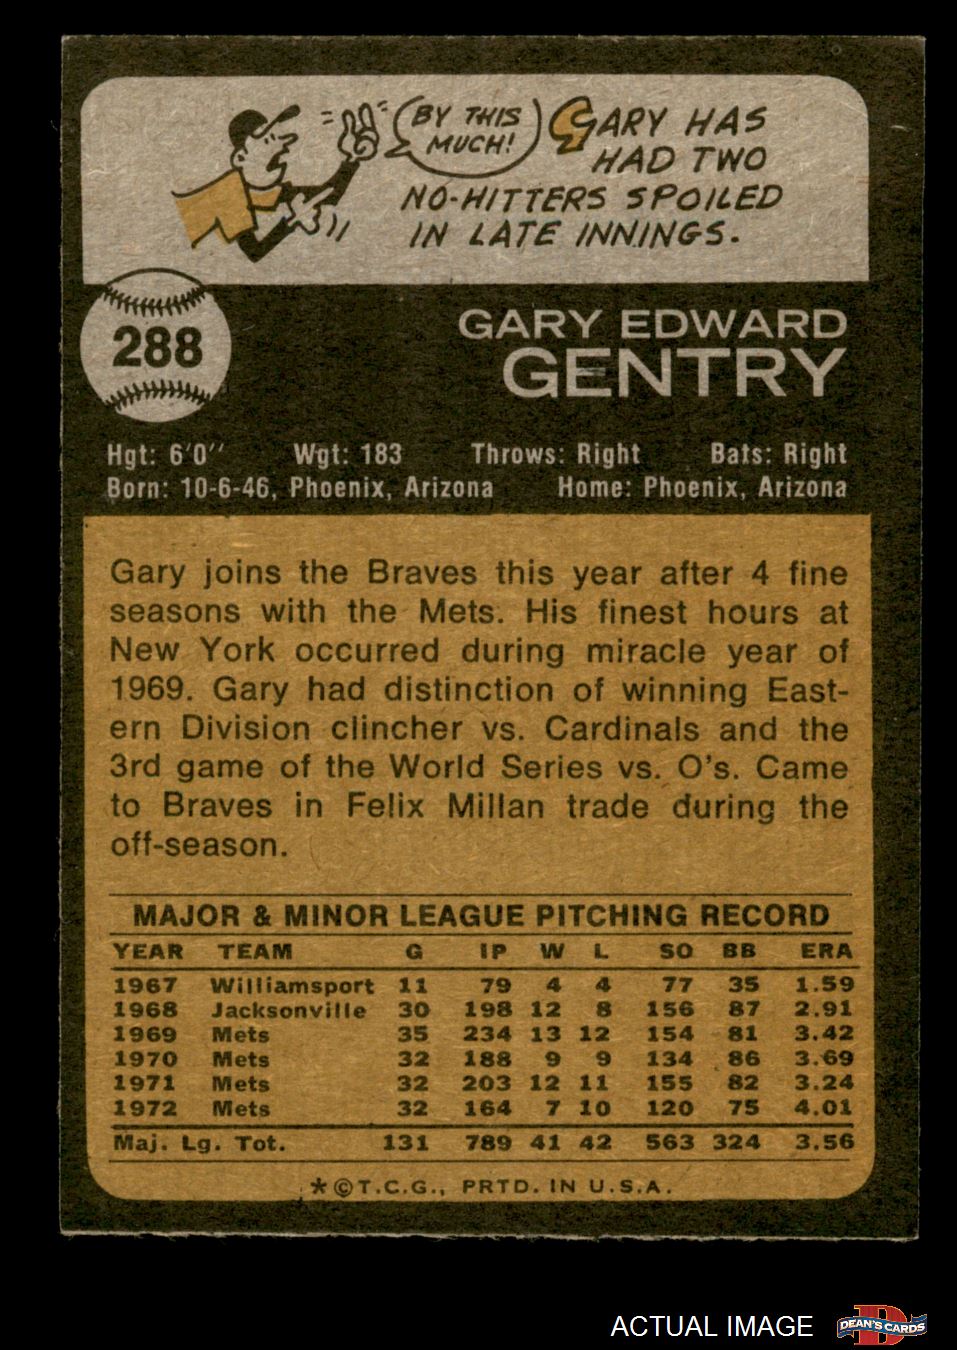 BY THIS
MUCH!
GARY HAS
HAD TWO
NO-HITTERS SPOILED
IN LATE INNINGS.
288
GARY EDWARD
GENTRY
Hgt: 6'0" Wgt: 183 Throws: Right Bats: Right
Born: 10-6-46, Phoenix, Arizona Home: Phoenix, Arizona
Gary joins the Braves this year after 4 fine
seasons with the Mets. His finest hours at
New York occurred during miracle year of
1969. Gary had distinction of winning East-
ern Division clincher vs. Cardinals and the
3rd game of the World Series vs. O's. Came
to Braves in Felix Millan trade during the
off-season.
MAJOR & MINOR LEAGUE PITCHING RECORD
YEAR TEAM G IP W L SO BB ERA
1967 Williamsport 11 79 4 4 77 35 1.59
1968 Jacksonville 30 198 12 8 156 87 2.91
1969 Mets 35 234 13 12 154 81 3.42
1970 Mets 32 188 9 9 134 86 3.69
1971 Mets 32 203 12 11 155 82 3.24
1972 Mets 32 164 7 10 120 75 4.01
Maj. Lg. Tot. 131 789 41 42 563 324 3.56
*©T.C.G., PRTD. IN U.S.A.
ACTUAL IMAGE
D
DEAN'S CARDS